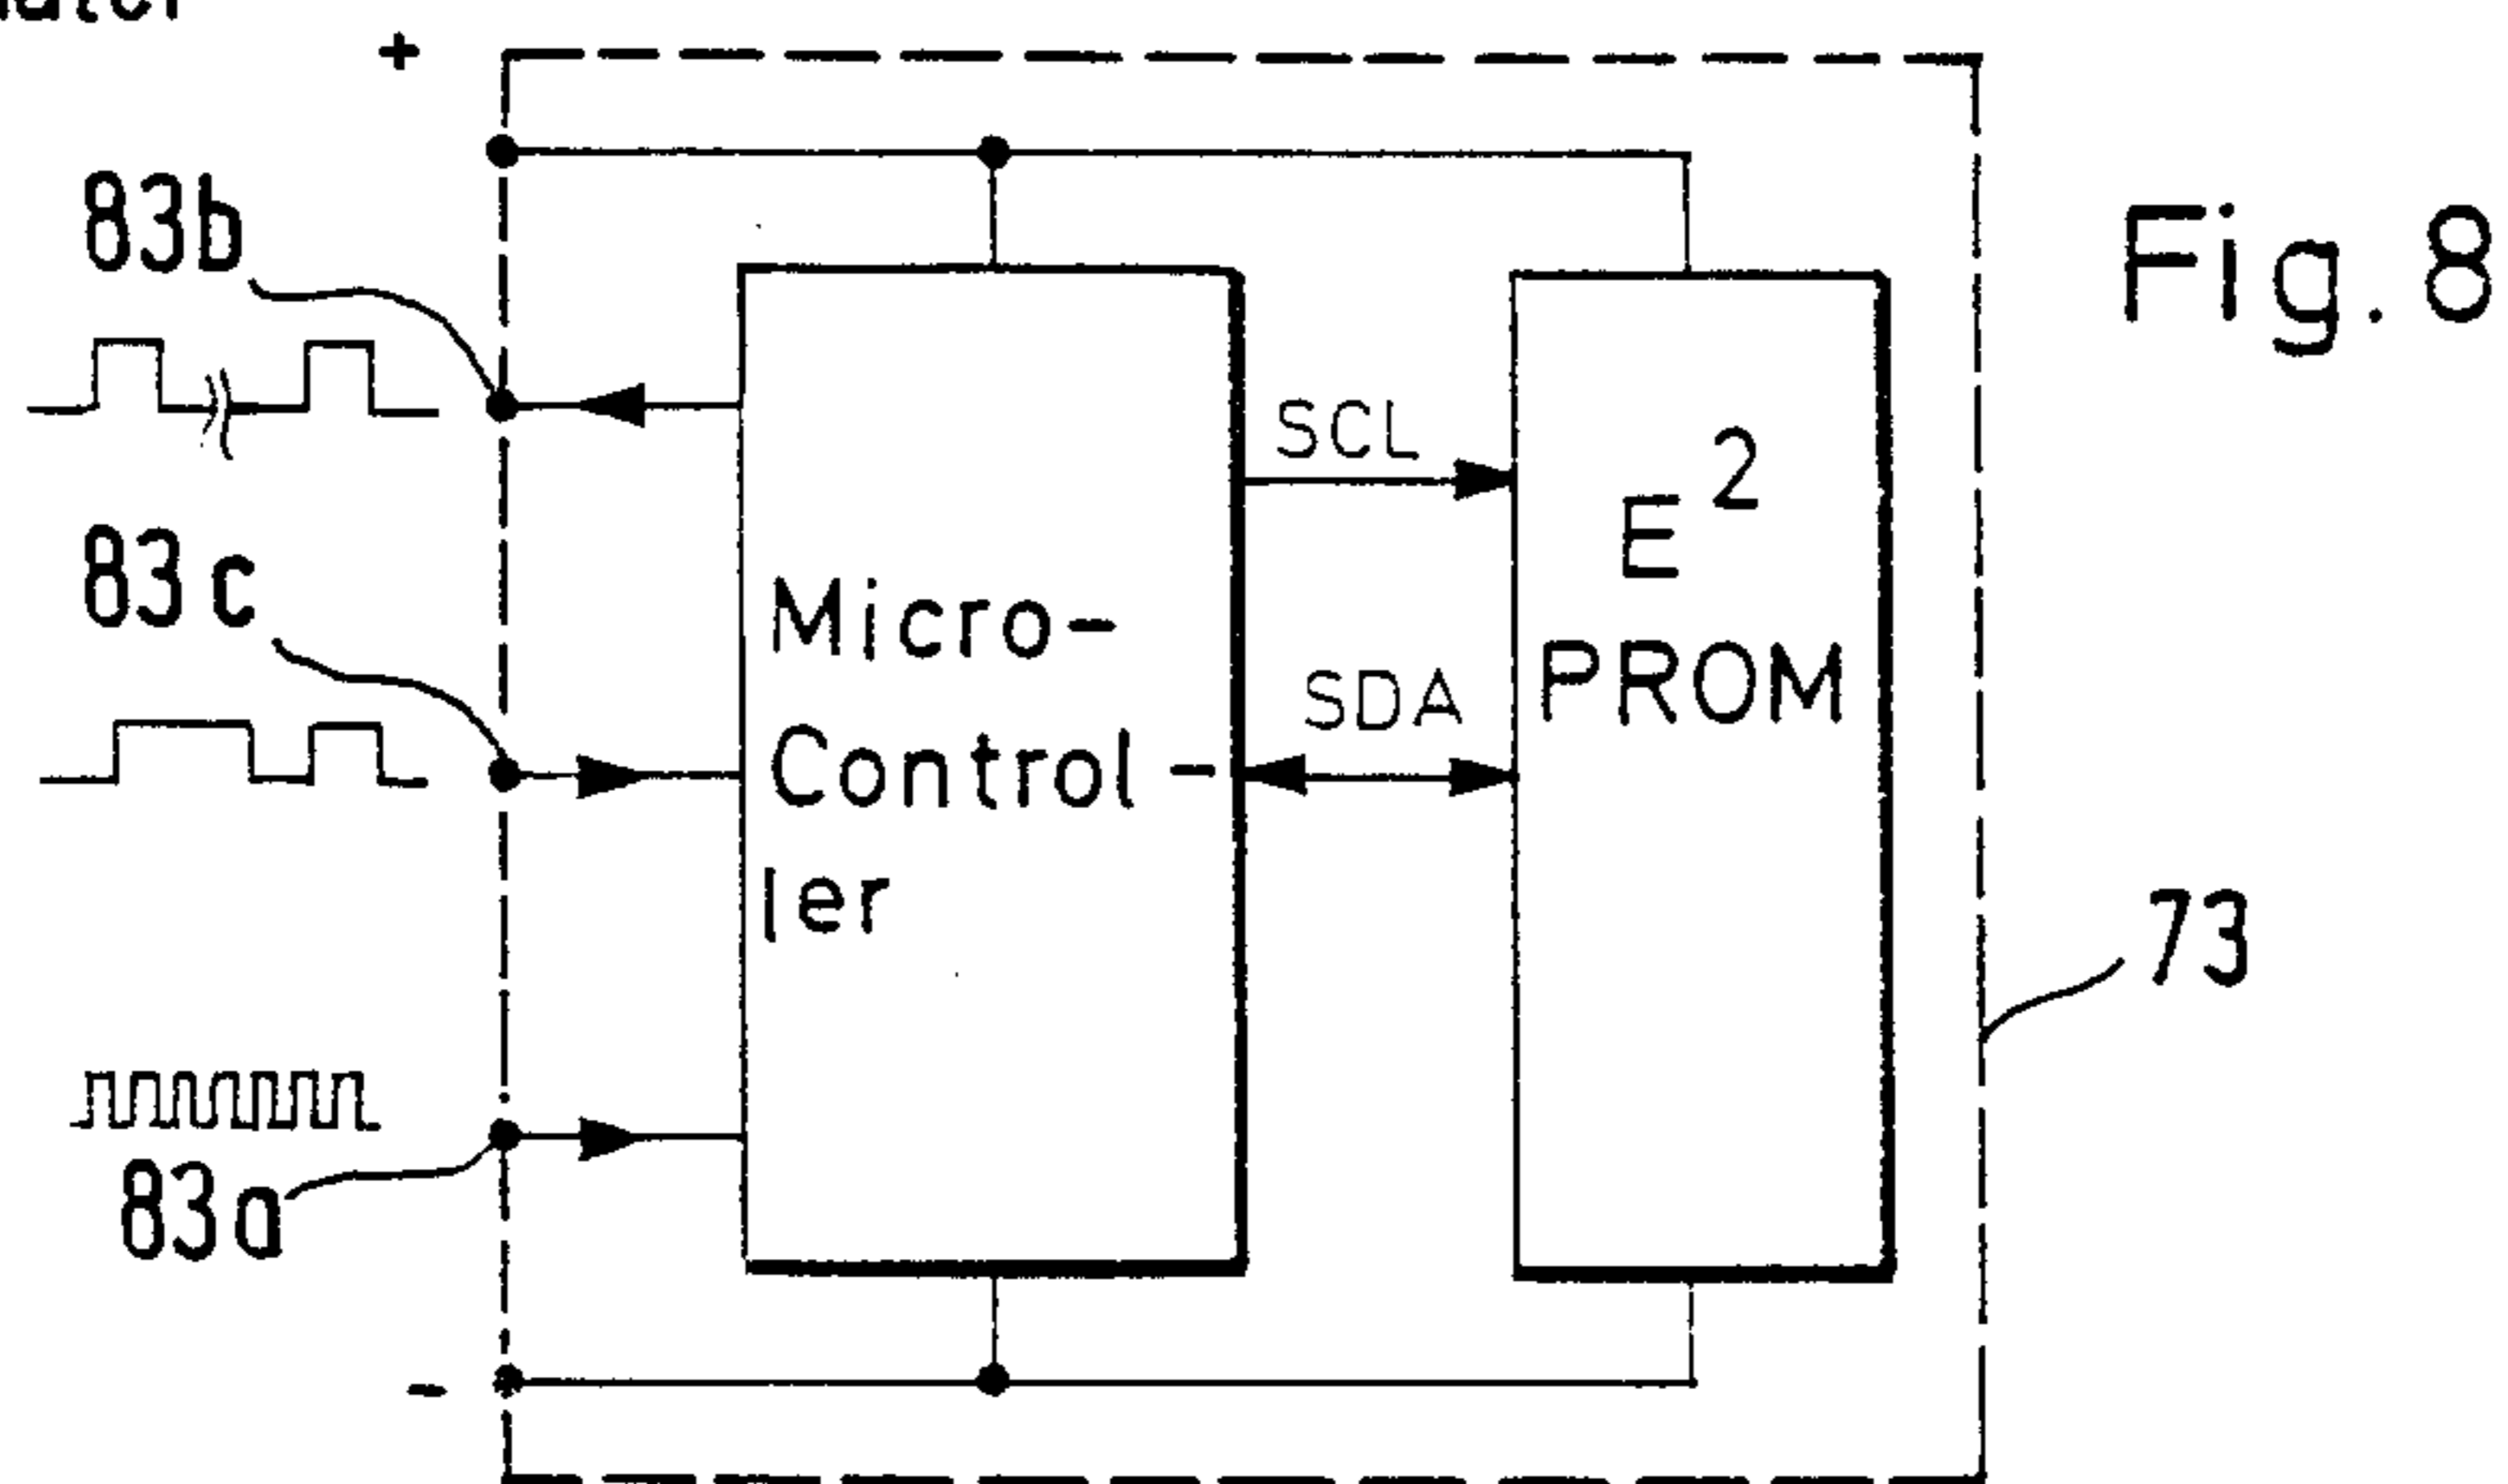 +
83b
Fig. 8
SCL
E2
PROM
83c
Micro-
Control-
ler
SDA
73
83a
-